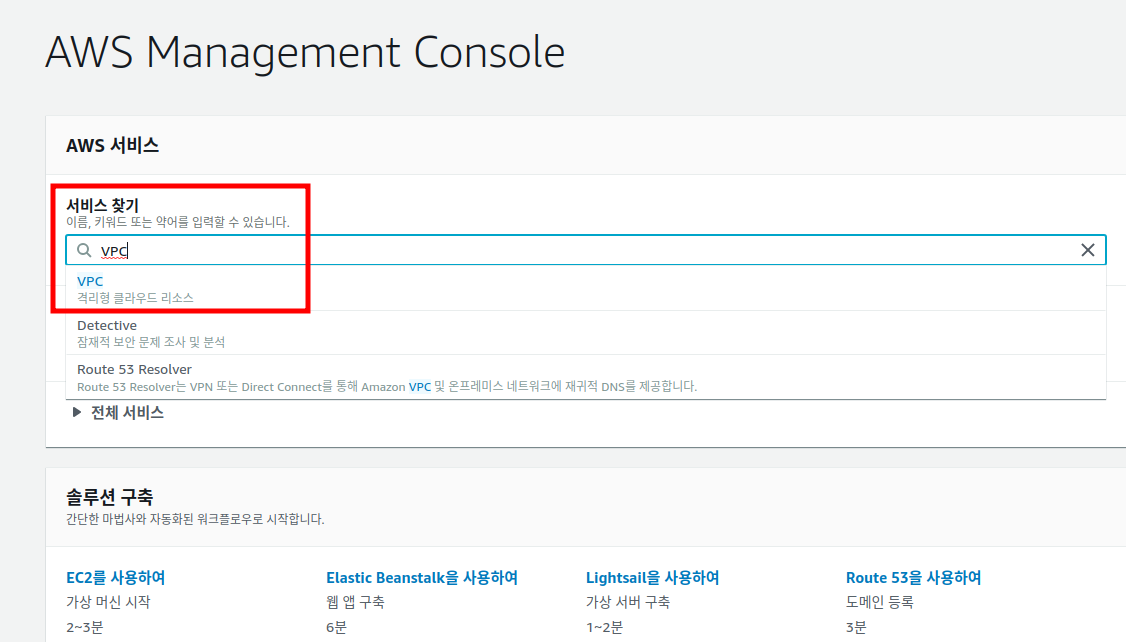 AWS Management Console
AWS 서비스
서비스 찾기
이름, 키워드 또는 약어를 입력할 수 있습니다.
VPC
VPC
격리형 클라우드 리소스
Detective
잠재적 보안 문제 조사 및 분석
Route 53 Resolver
Route 53 Resolver는 VPN 또는 Direct Connect를 통해 Amazon VPC 및 온프레미스 네트워크에 재귀적 DNS를 제공합니다.
전체 서비스
솔루션 구축
간단한 마법사와 자동화된 워크플로우로 시작합니다.
EC2를 사용하여 Elastic Beanstalk을 사용하여 Lightsail을 사용하여 Route 53을 사용하여
가상 머신 시작 웹 앱 구축 가상 서버 구축 도메인 등록
2~3분 6분 1~2분 3분